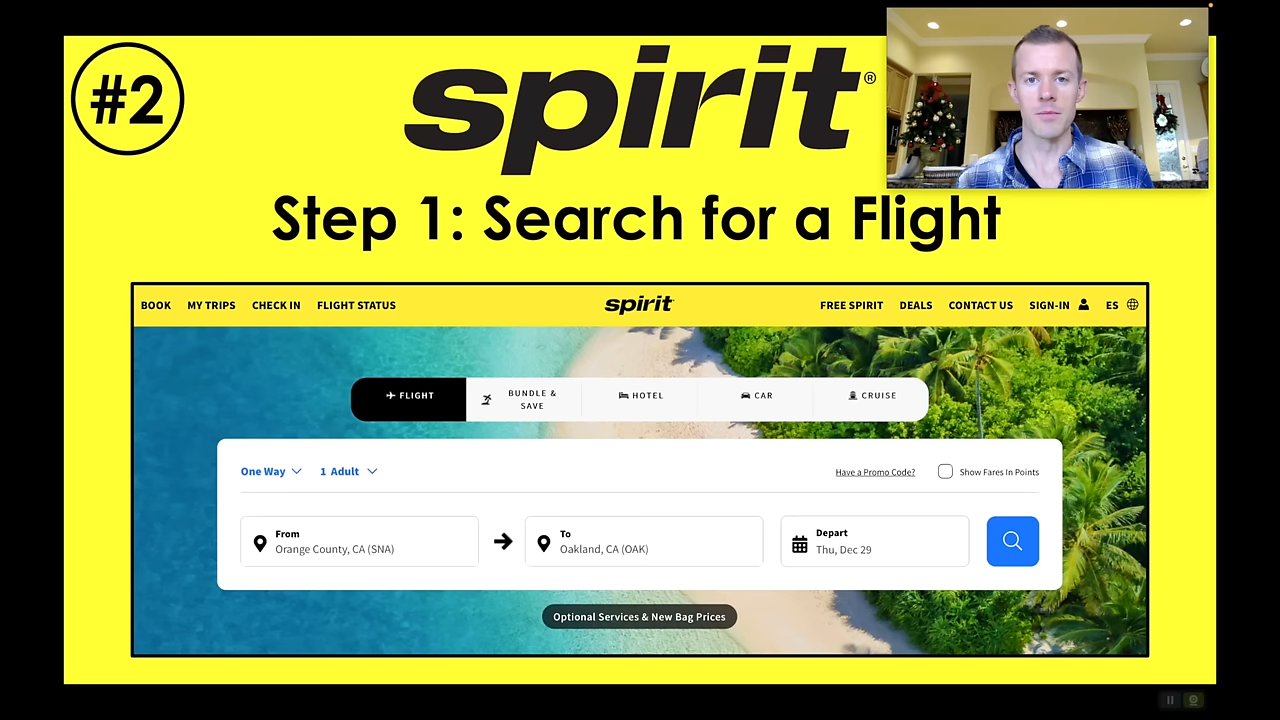 #2
spirit®
Step 1: Search for a Flight
BOOK MY TRIPS CHECK IN FLIGHT STATUS spirit FREE SPIRIT DEALS CONTACT US SIGN-IN ES
FLIGHT BUNDLE & SAVE HOTEL CAR CRUISE
One Way 1 Adult Have a Promo Code? Show Fares In Points
From To Depart
Orange County, CA (SNA) Oakland, CA (OAK) Thu, Dec 29
Optional Services & New Bag Prices